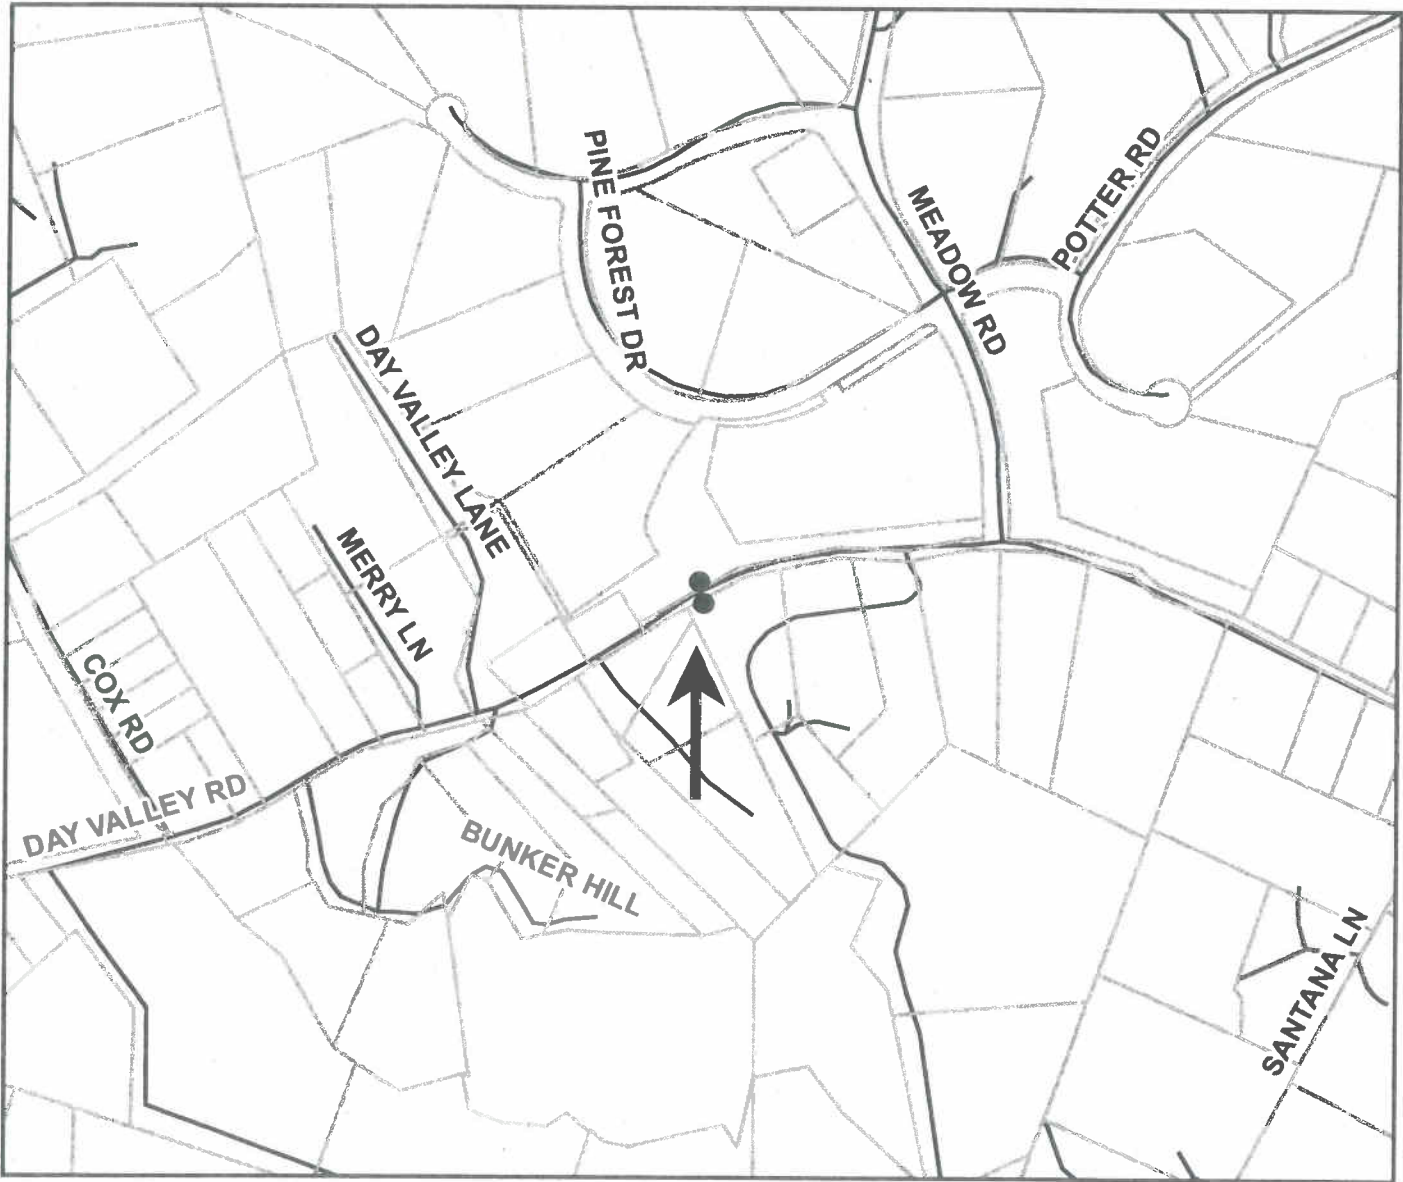 PINE FOREST DR
MEADOW RD
POTTER RD
DAY VALLEY LANE
MERRY LN
COX RD
DAY VALLEY RD
BUNKER HILL
SANTANA LN